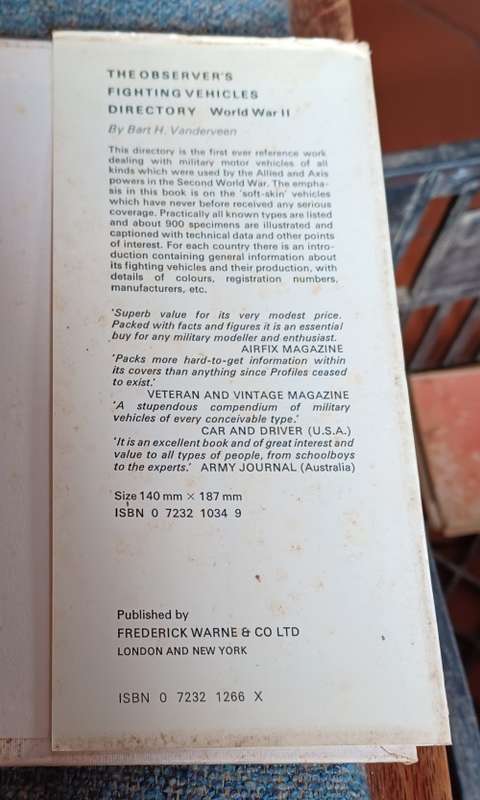 THE OBSERVER'S
FIGHTING VEHICLES
DIRECTORY World War II
By Bart H. Vanderveen
This directory is the first ever reference work
dealing with military motor vehicles of all
kinds which were used by the Allied and Axis
powers in the Second World War. The empha-
sis in this book is on the 'soft-skin' vehicles
which have never before received any serious
coverage. Practically all known types are listed
and about 900 specimens are illustrated and
captioned with technical data and other points
of interest. For each country there is an intro-
duction containing general information about
its fighting vehicles and their production, with
details of colours, registration numbers,
manufacturers, etc.
'Superb value for its very modest price.
Packed with facts and figures it is an essential
buy for any military modeller and enthusiast.
AIRFIX MAGAZINE
'Packs more hard-to-get information within
its covers than anything since Profiles ceased
to exist.'
VETERAN AND VINTAGE MAGAZINE
'A stupendous compendium of military
vehicles of every conceivable type.'
CAR AND DRIVER (U.S.A.)
'It is an excellent book and of great interest and
value to all types of people, from schoolboys
to the experts.' ARMY JOURNAL (Australia)
Size 140 mm × 187 mm
ISBN 0 7232 1034 9
Published by
FREDERICK WARNE & CO LTD
LONDON AND NEW YORK
ISBN 0 7232 1266 X